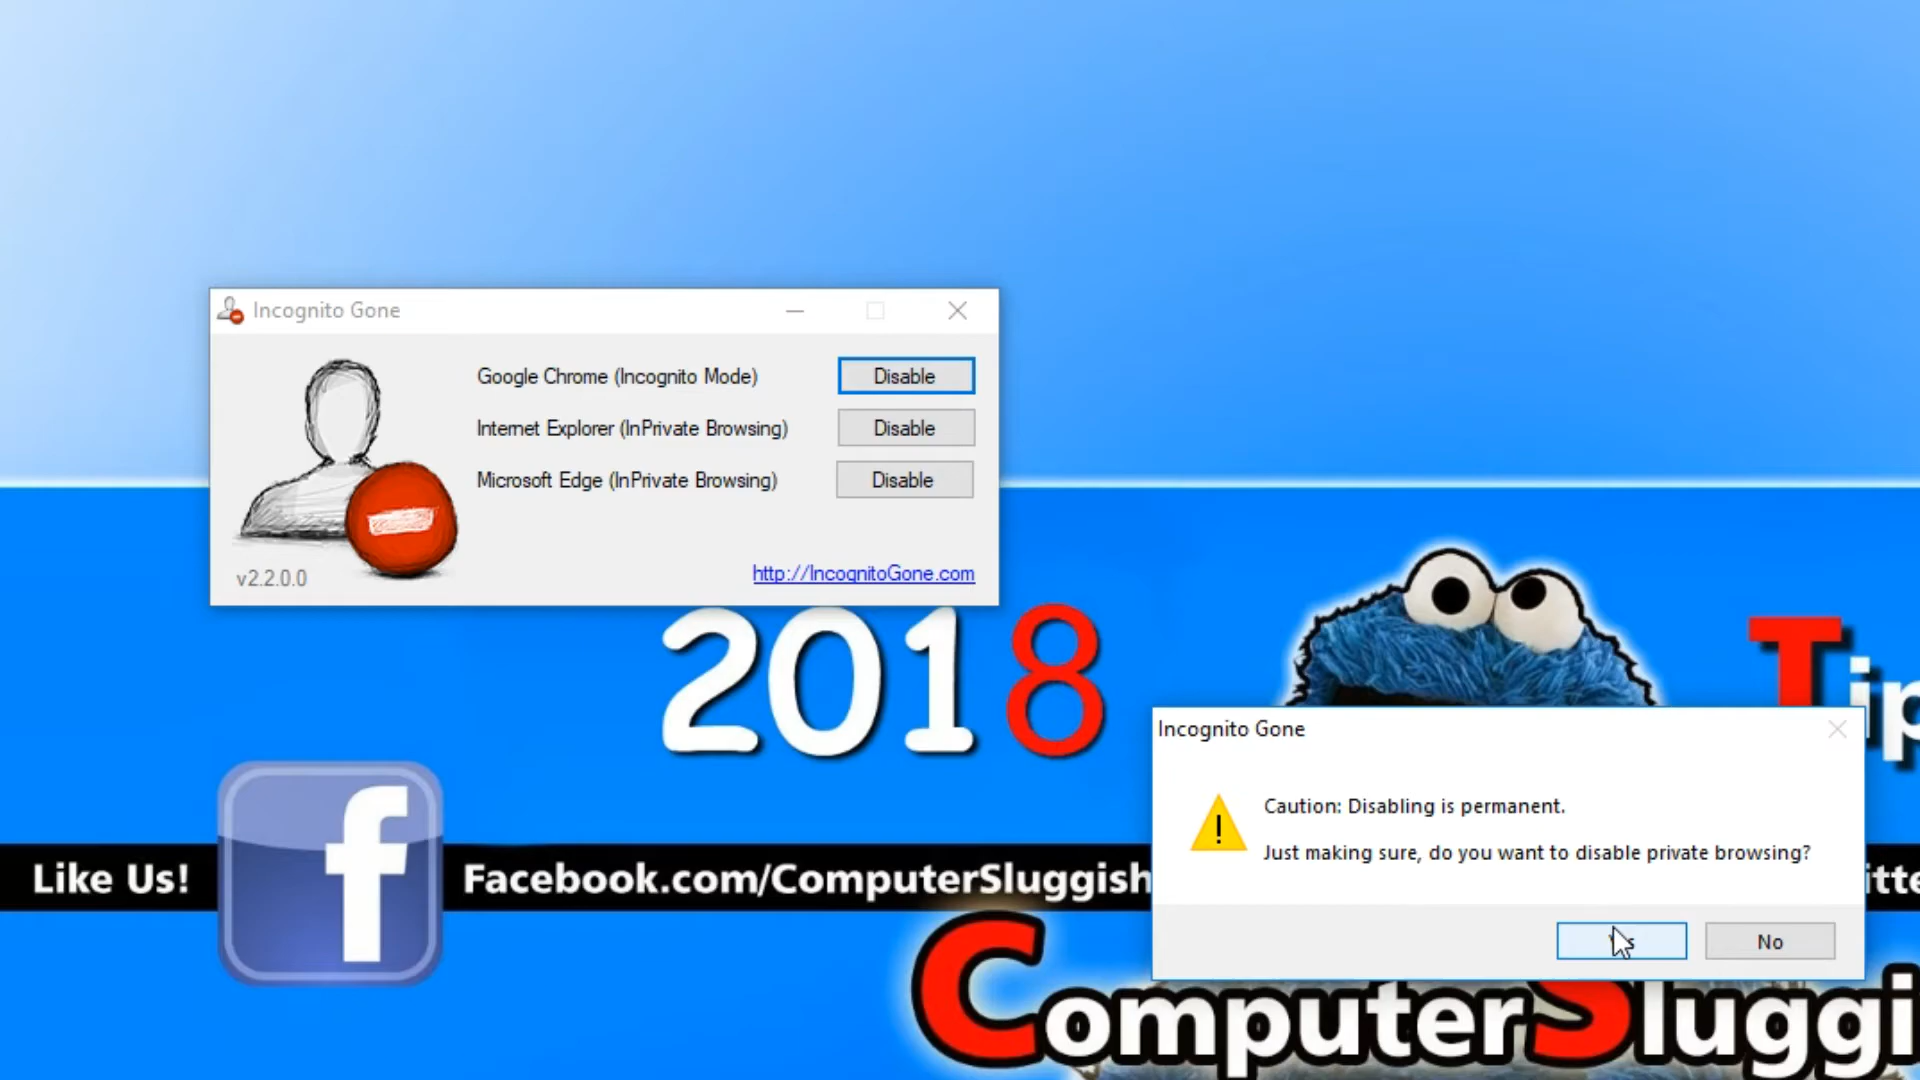 Incognito Gone
Google Chrome (Incognito Mode) Disable
Internet Explorer (InPrivate Browsing) Disable
Microsoft Edge (InPrivate Browsing) Disable
v2.2.0.0
http://IncognitoGone.com
2018
Incognito Gone
Caution: Disabling is permanent.
Just making sure, do you want to disable private browsing?
No
Like Us!
f
Facebook.com/ComputerSluggish
ComputerSluggi